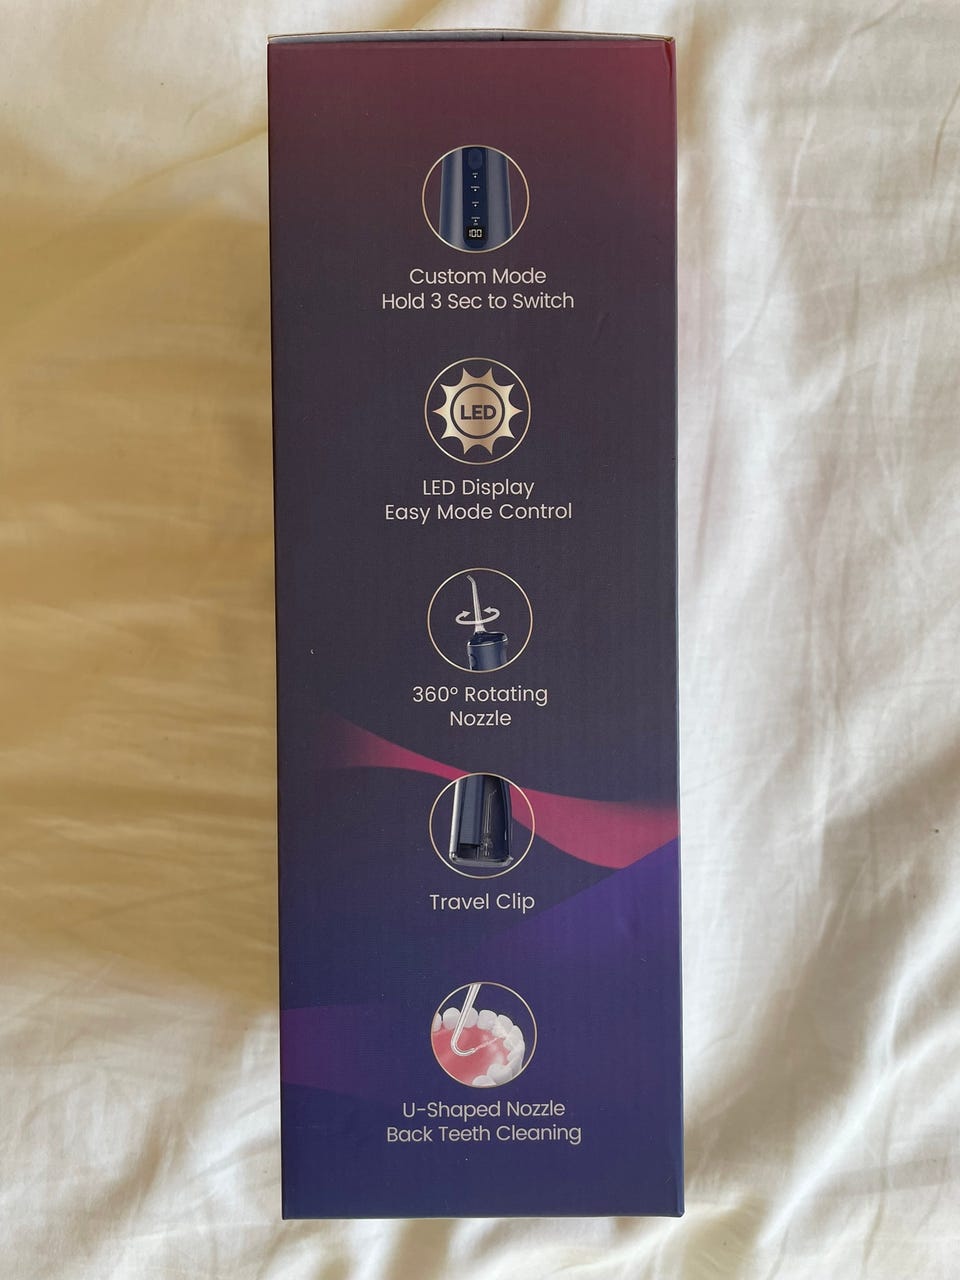 100
Custom Mode
Hold 3 Sec to Switch
LED
LED Display
Easy Mode Control
360° Rotating
Nozzle
Travel Clip
U-Shaped Nozzle
Back Teeth Cleaning